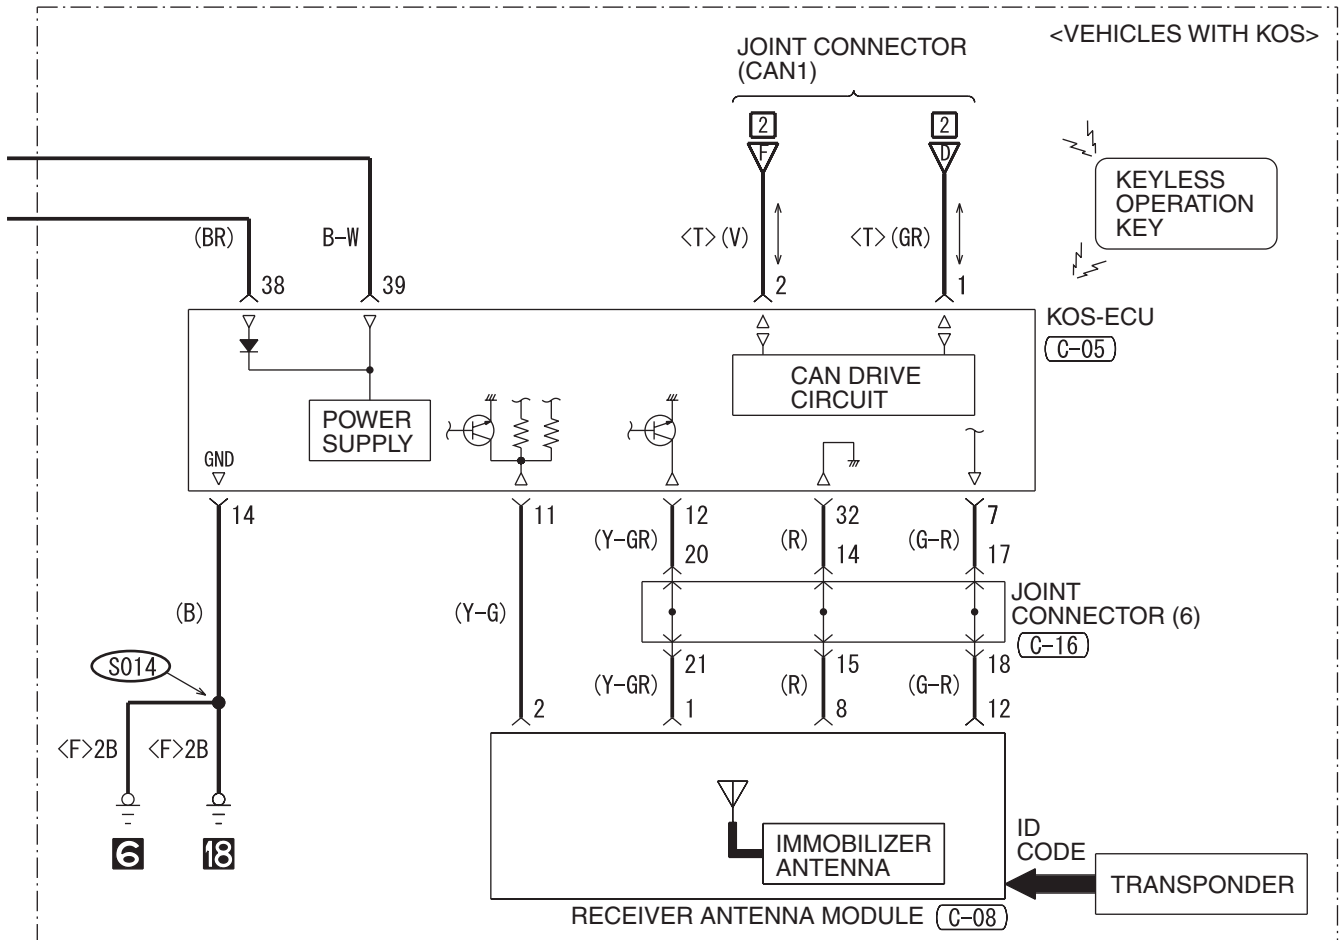 <VEHICLES WITH KOS>
JOINT CONNECTOR
(CAN1)
2 2
F D
KEYLESS
OPERATION
KEY
(BR) B-W <T>(V) <T>(GR)
38 39 2 1
KOS-ECU
C-05
CAN DRIVE
CIRCUIT
POWER
SUPPLY
GND
14 11 12 32 7
(Y-GR) (R) (G-R)
20 14 17
JOINT
CONNECTOR (6)
C-16
(B) (Y-G)
21 15 18
S014
(Y-GR) (R) (G-R)
2 1 8 12
<F>2B <F>2B
6 18
IMMOBILIZER
ANTENNA
ID
CODE
TRANSPONDER
RECEIVER ANTENNA MODULE C-08